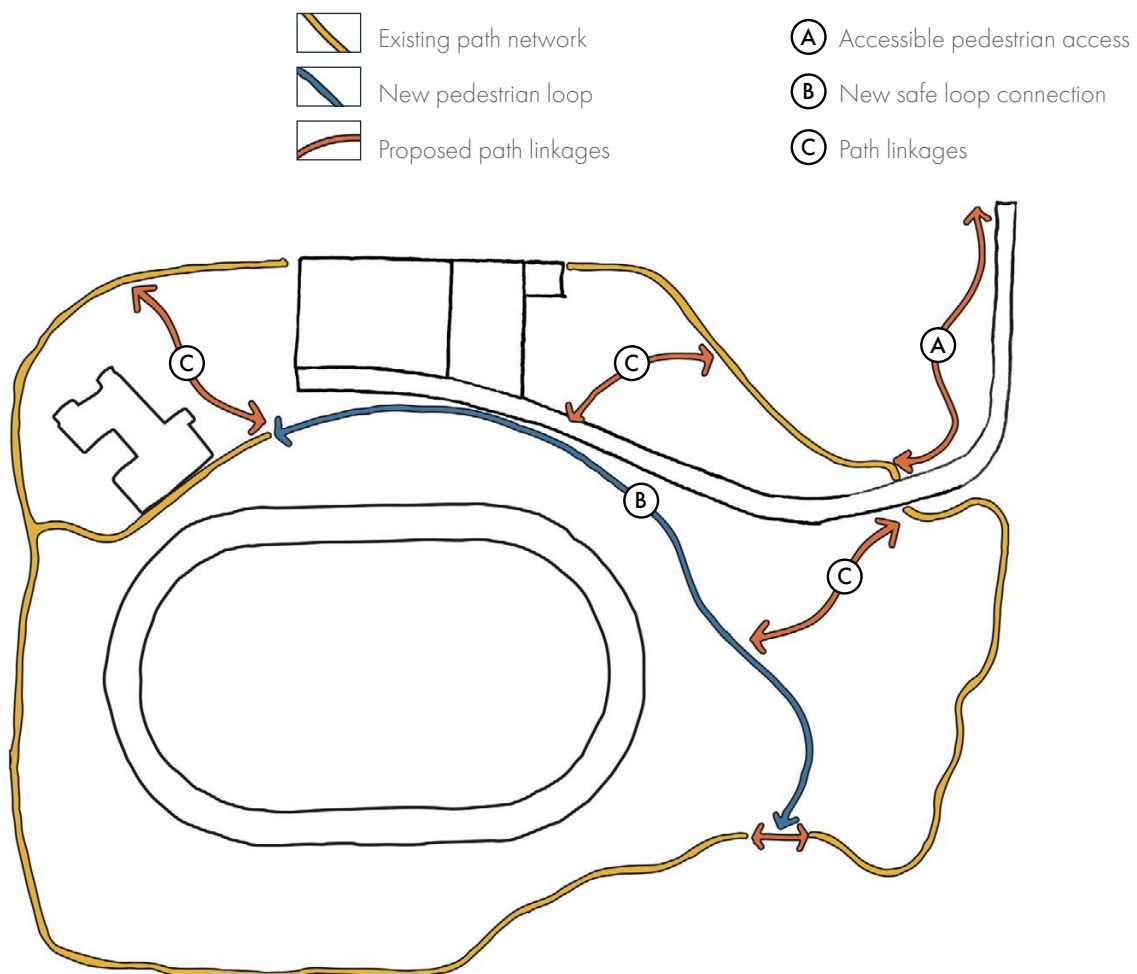 Existing path network
New pedestrian loop
Proposed path linkages
A Accessible pedestrian access
B New safe loop connection
C Path linkages
C
C
A
B
C